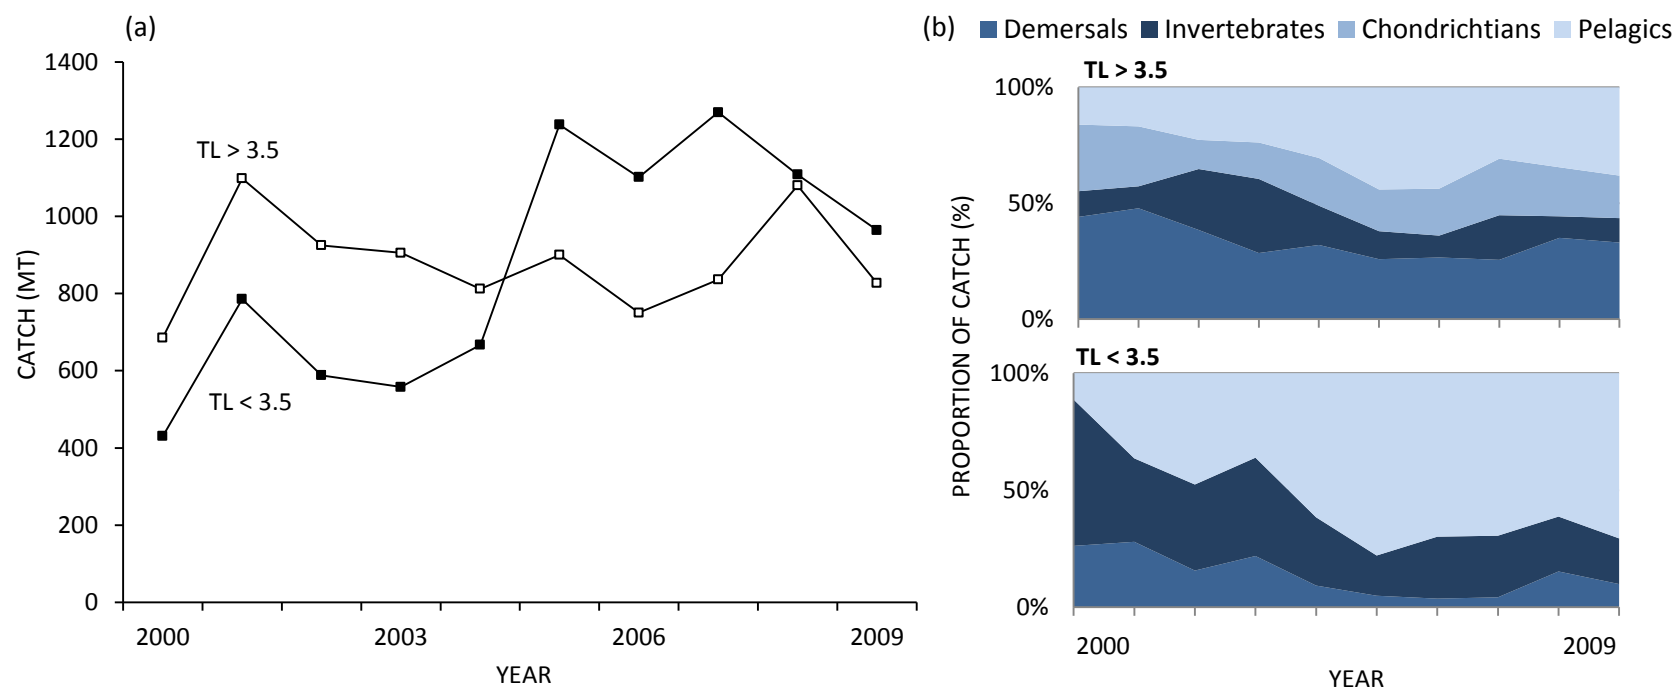 (a)
1400
1200
1000
800
600
400
200
0
CATCH (MT)
TL > 3.5
TL < 3.5
2000 2003 2006 2009
YEAR
(b) Demersals Invertebrates Chondrichtians Pelagics
PROPORTION OF CATCH (%)
TL > 3.5
100%
50%
0%
TL < 3.5
100%
50%
0%
2000 2009
YEAR